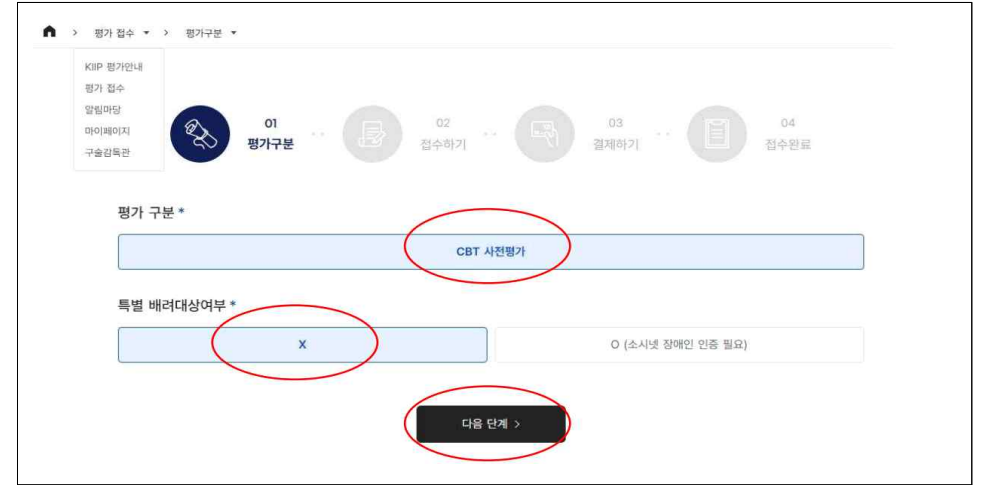 > 평가 접수 ▼ > 평가구분 ▼
KIIP 평가안내
평가 접수
알림마당
마이페이지
구술감독관
01
평가구분
02
접수하기
03
결제하기
04
접수완료
평가 구분 *
CBT 사전평가
특별 배려대상여부 *
X
O (소시넷 장애인 인증 필요)
다음 단계 >